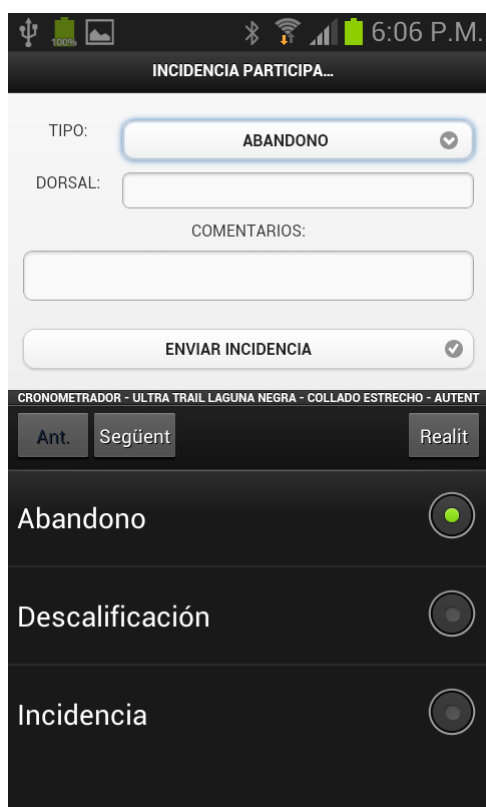 100% 6:06 P.M.
INCIDENCIA PARTICIPA...
TIPO: ABANDONO
DORSAL:
COMENTARIOS:
ENVIAR INCIDENCIA
CRONOMETRADOR - ULTRA TRAIL LAGUNA NEGRA - COLLADO ESTRECHO - AUTENT
Ant. Següent Realit
Abandono
Descalificación
Incidencia